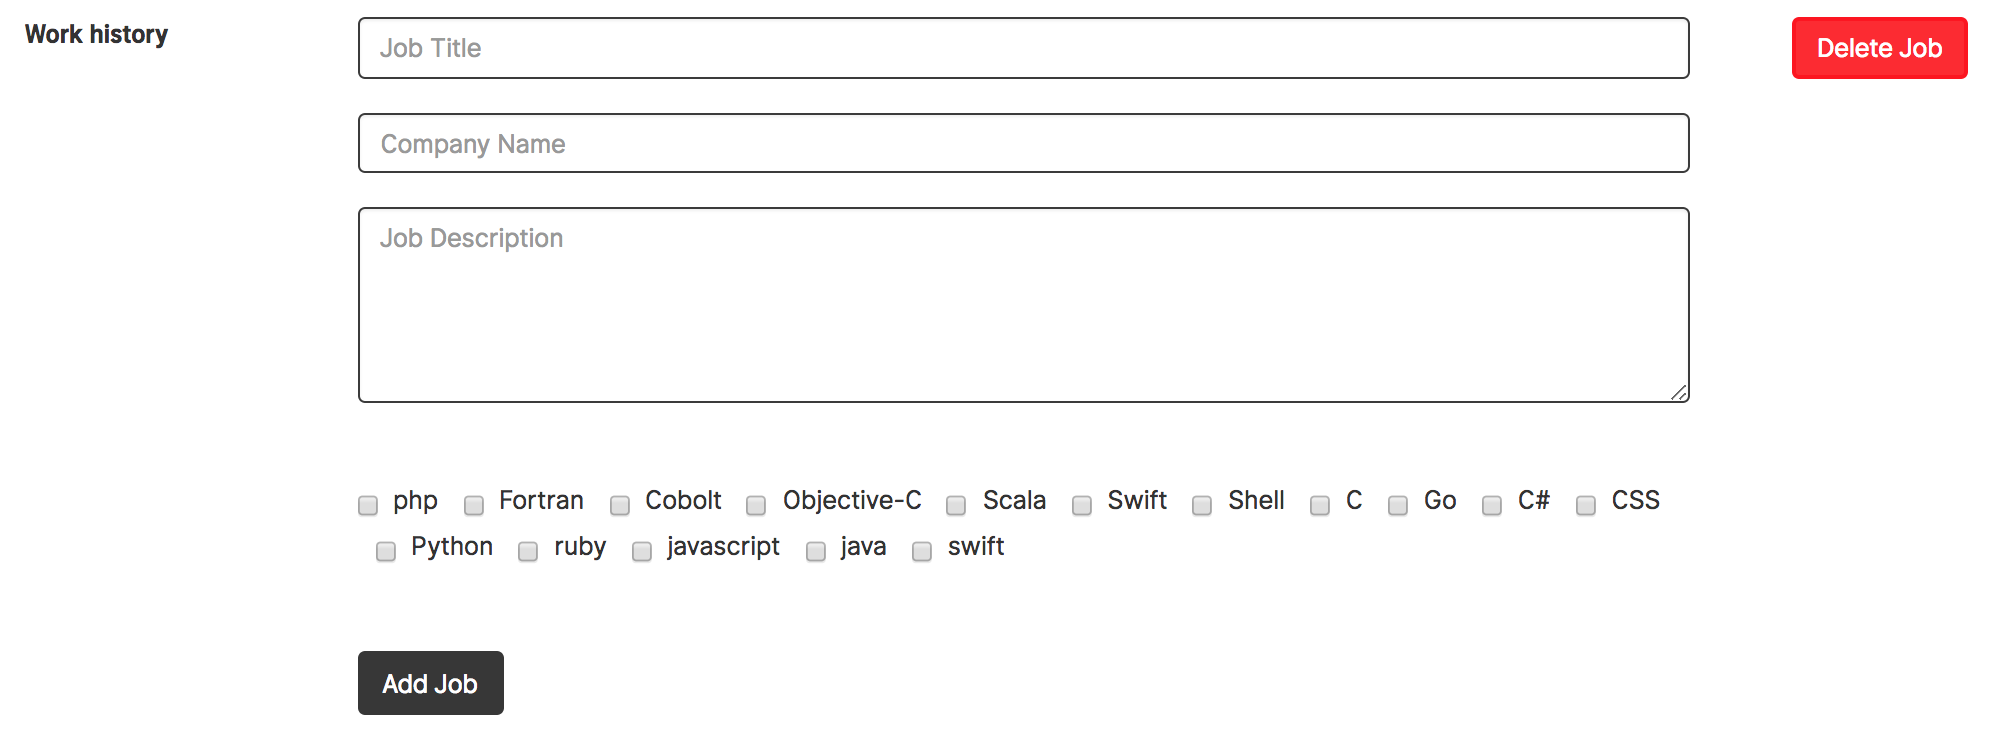 Work history
Job Title
Delete Job
Company Name
Job Description
php Fortran Cobolt Objective-C Scala Swift Shell C Go C# CSS
Python ruby javascript java swift
Add Job